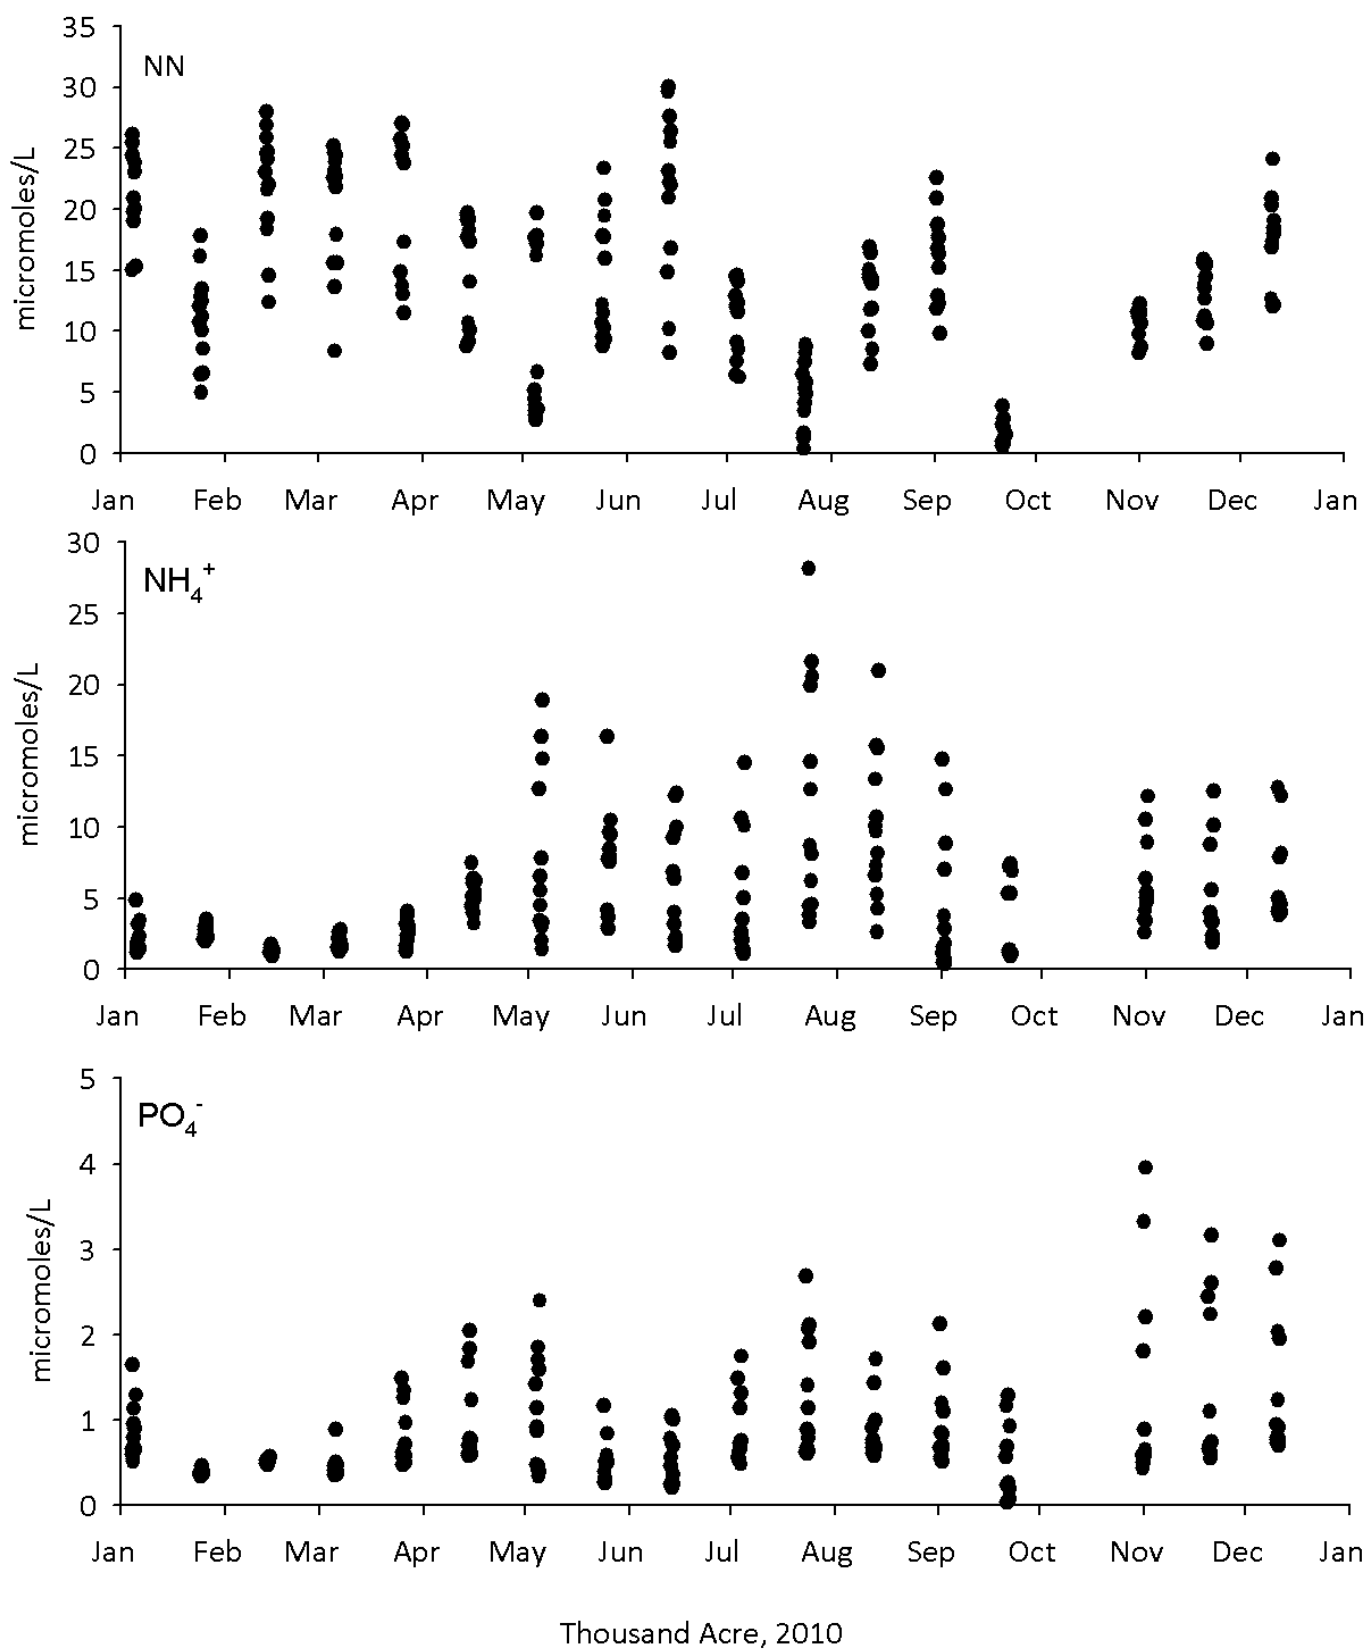 35
NN
30
25
20
15
10
5
0
micromoles/L
Jan Feb Mar Apr May Jun Jul Aug Sep Oct Nov Dec Jan
30
NH₄⁺
25
20
15
10
5
0
micromoles/L
Jan Feb Mar Apr May Jun Jul Aug Sep Oct Nov Dec Jan
5
PO₄⁻
4
3
2
1
0
micromoles/L
Jan Feb Mar Apr May Jun Jul Aug Sep Oct Nov Dec Jan
Thousand Acre, 2010